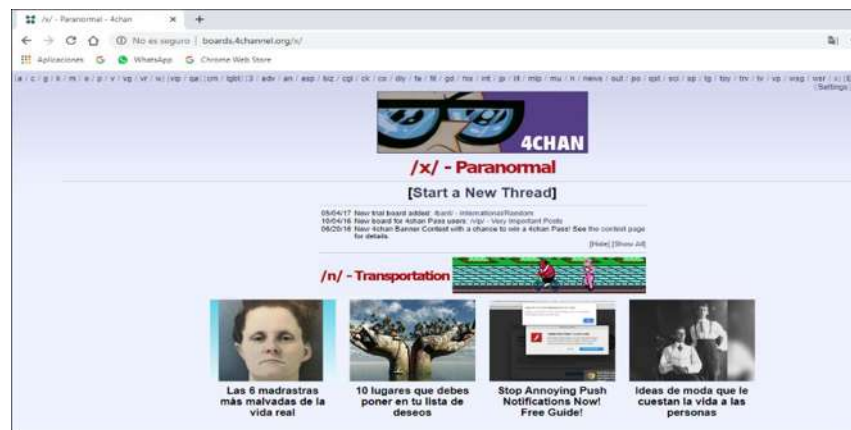 /x/ - Paranormal - 4chan
No es seguro | boards.4channel.org/x/
Aplicaciones G WhatsApp G Chrome Web Store
[Settings]
4CHAN
/x/ - Paranormal
[Start a New Thread]
05/04/17 New trial board added: /bant/ - International/Random
10/04/16 New board for 4chan Pass users: /vip/ - Very Important Posts
06/20/16 New 4chan Banner Contest with a chance to win a 4chan Pass! See the contest page
for details.
[Hide] [Show All]
/n/ - Transportation
Las 6 madrastras
más malvadas de la
vida real
10 lugares que debes
poner en tu lista de
deseos
Stop Annoying Push
Notifications Now!
Free Guide!
Ideas de moda que le
cuestan la vida a las
personas